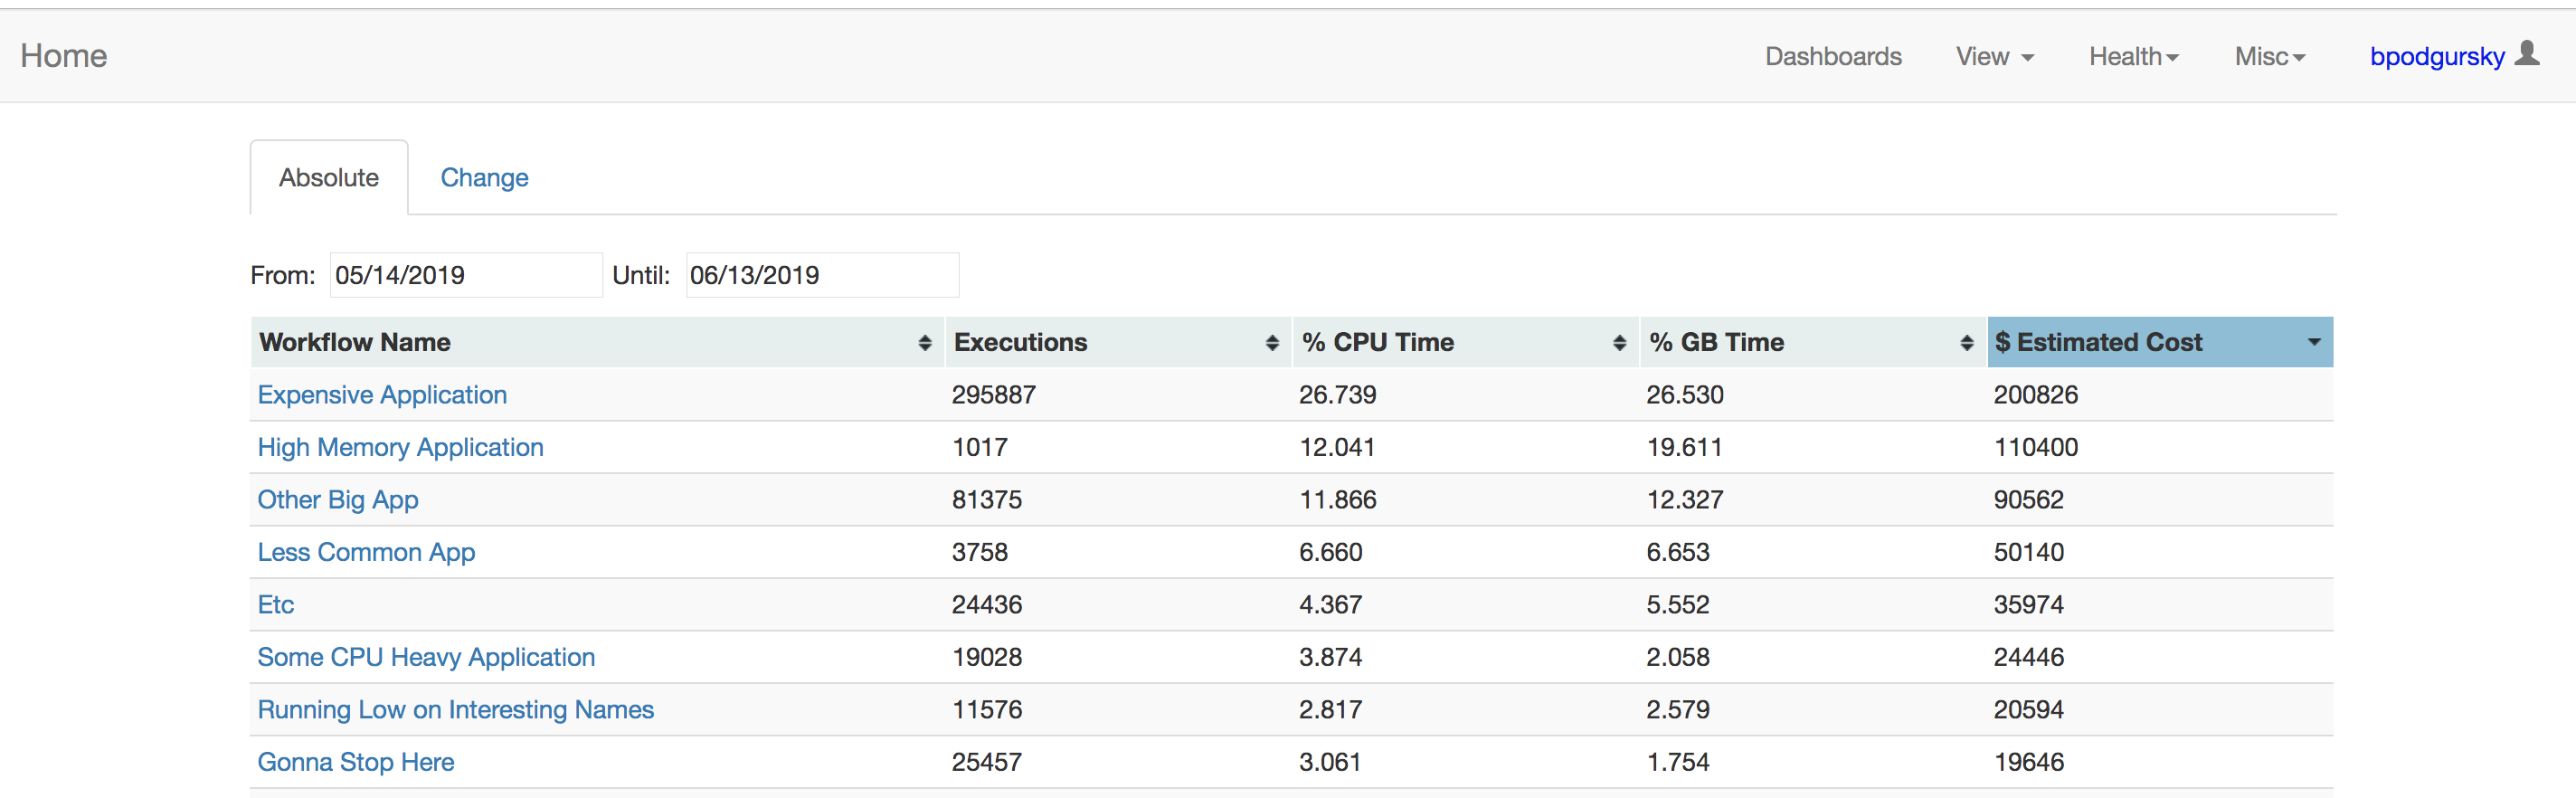 Home Dashboards View Health Misc bpodgursky
Absolute Change
From: 05/14/2019 Until: 06/13/2019
Workflow Name Executions % CPU Time % GB Time $ Estimated Cost
Expensive Application 295887 26.739 26.530 200826
High Memory Application 1017 12.041 19.611 110400
Other Big App 81375 11.866 12.327 90562
Less Common App 3758 6.660 6.653 50140
Etc 24436 4.367 5.552 35974
Some CPU Heavy Application 19028 3.874 2.058 24446
Running Low on Interesting Names 11576 2.817 2.579 20594
Gonna Stop Here 25457 3.061 1.754 19646